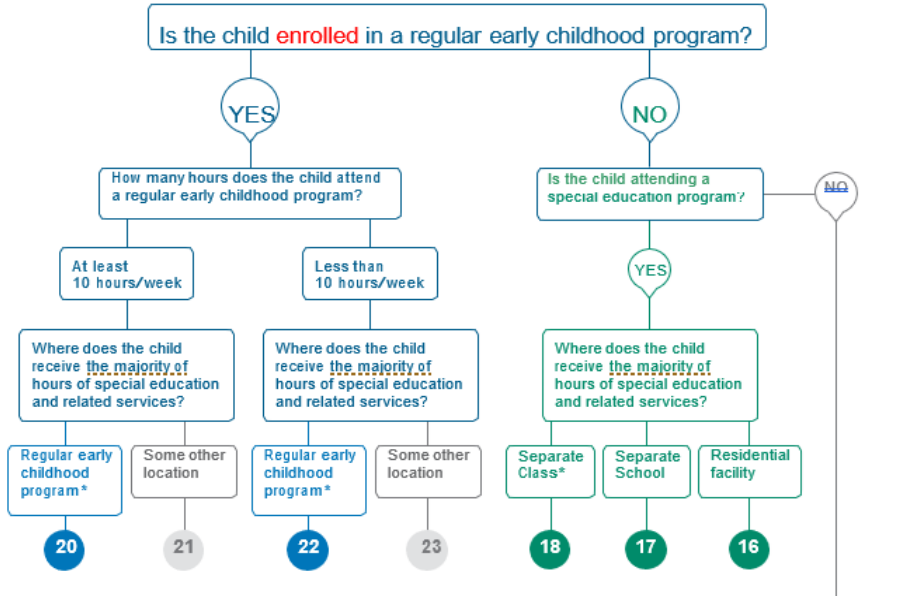 Is the child enrolled in a regular early childhood program?
YES
NO
How many hours does the child attend
a regular early childhood program?
Is the child attending a
special education program?
NO
At least
10 hours/week
Less than
10 hours/week
YES
Where does the child
receive the majority of
hours of special education
and related services?
Where does the child
receive the majority of
hours of special education
and related services?
Where does the child
receive the majority of
hours of special education
and related services?
Regular early
childhood
program*
Some other
location
Regular early
childhood
program*
Some other
location
Separate
Class*
Separate
School
Residential
facility
20
21
22
23
18
17
16